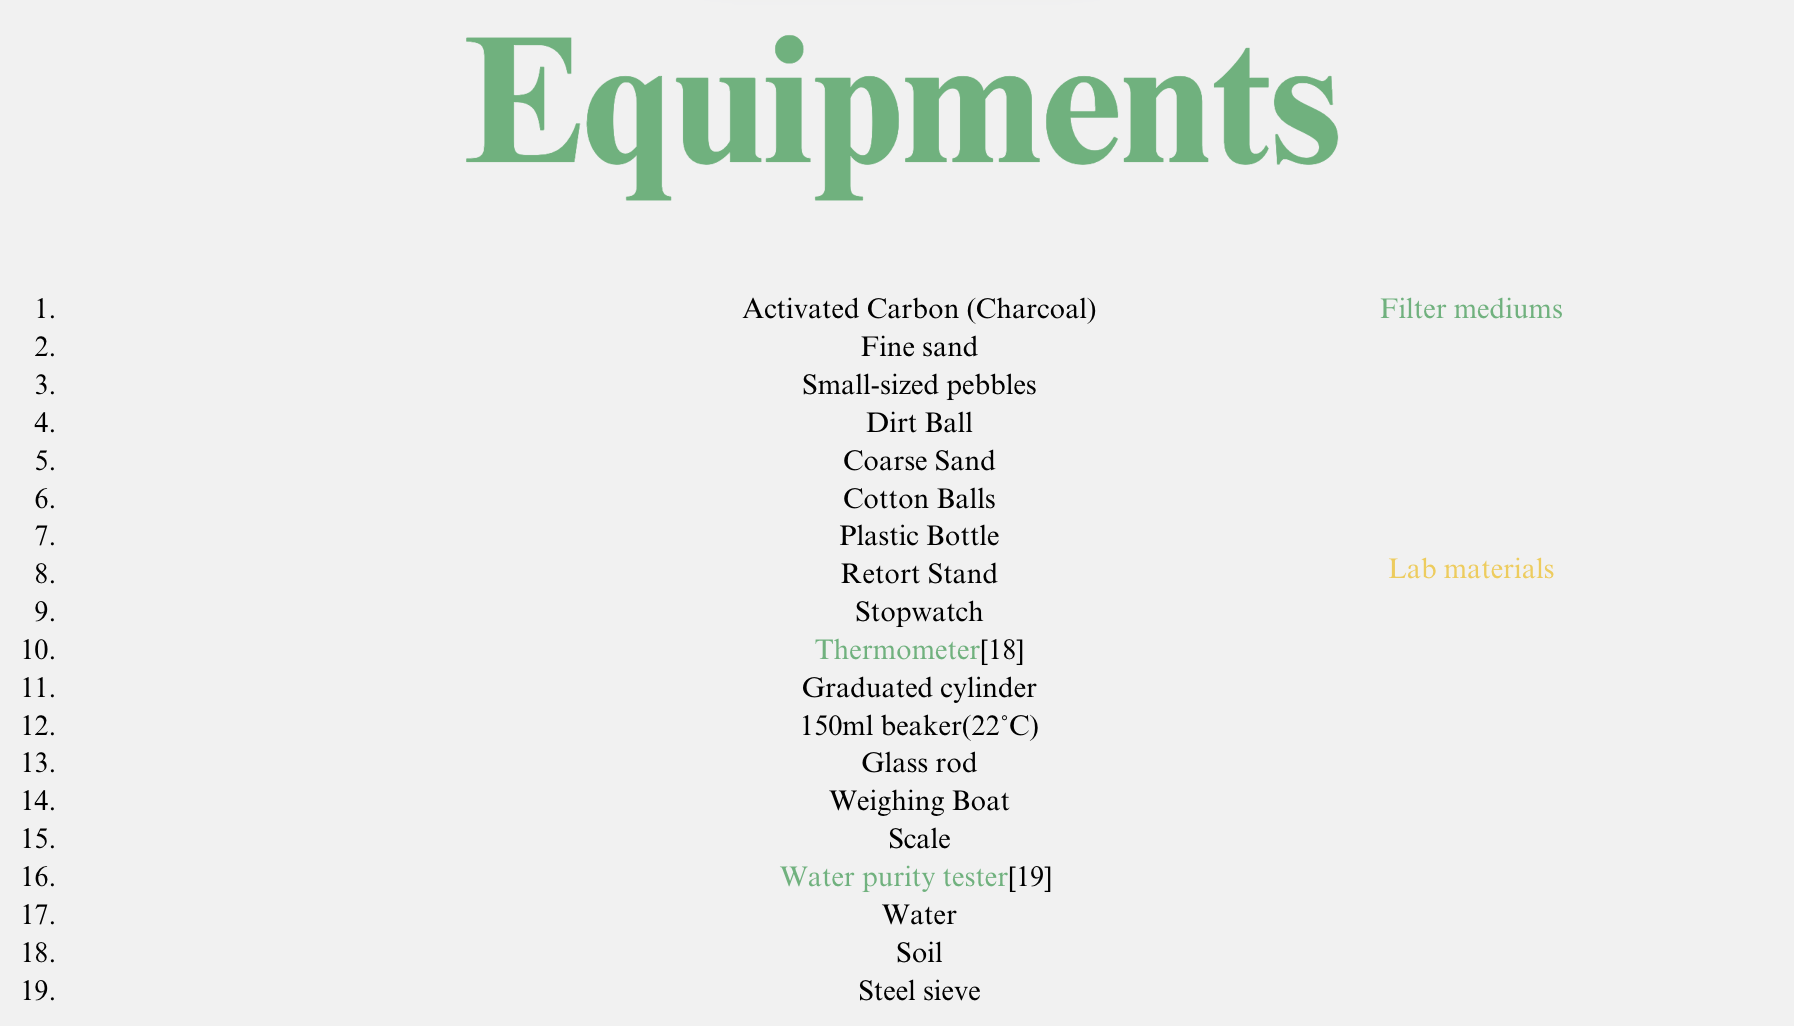 Equipments
1. Activated Carbon (Charcoal) Filter mediums
2. Fine sand
3. Small-sized pebbles
4. Dirt Ball
5. Coarse Sand
6. Cotton Balls
7. Plastic Bottle
8. Retort Stand Lab materials
9. Stopwatch
10. Thermometer[18]
11. Graduated cylinder
12. 150ml beaker(22˚C)
13. Glass rod
14. Weighing Boat
15. Scale
16. Water purity tester[19]
17. Water
18. Soil
19. Steel sieve